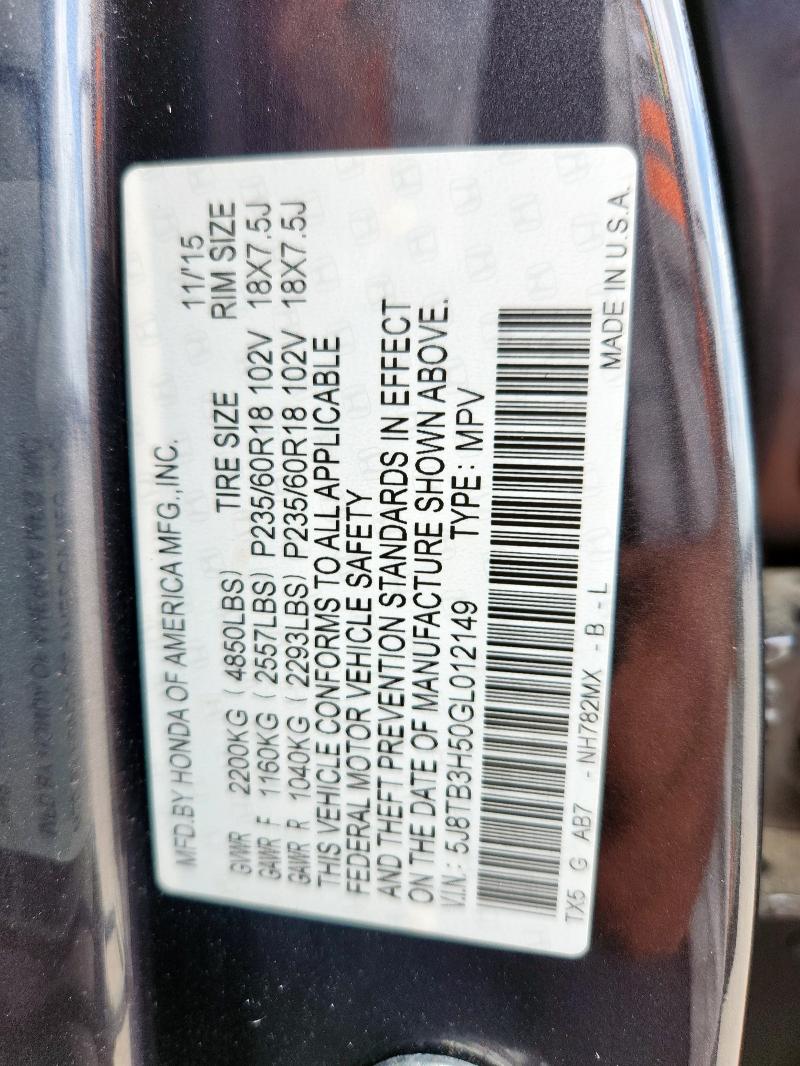 MFD.BY HONDA OF AMERICA MFG.,INC. 11/'15
GVWR 2200KG (4850LBS) TIRE SIZE RIM SIZE
GAWR F 1160KG (2557LBS) P235/60R18 102V 18X7.5J
GAWR R 1040KG (2293LBS) P235/60R18 102V 18X7.5J
THIS VEHICLE CONFORMS TO ALL APPLICABLE
FEDERAL MOTOR VEHICLE SAFETY
AND THEFT PREVENTION STANDARDS IN EFFECT
ON THE DATE OF MANUFACTURE SHOWN ABOVE.
V.I.N.: 5J8TB3H50GL012149 TYPE: MPV
TX5 G AB7 -NH782MX -B-L MADE IN U.S.A.